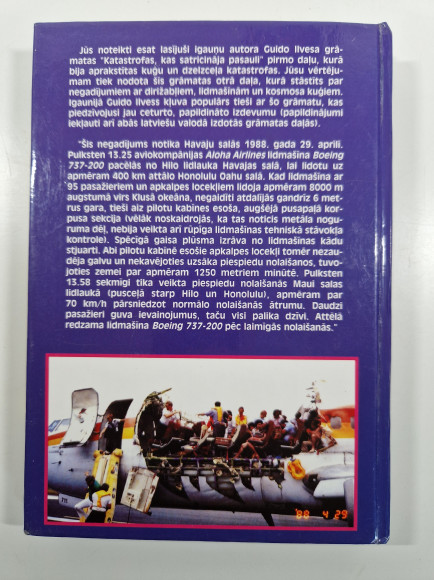 Jūs noteikti esat lasījuši igauņu autora Guido Ilvesa grā-
matas "Katastrofas, kas satricināja pasauli" pirmo daļu, kurā
bija aprakstītas kuģu un dzelzceļa katastrofas. Jūsu vērtēju-
mam tiek nodota šīs grāmatas otrā daļa, kurā stāstīts par
negadījumiem ar dirižabļiem, lidmašīnām un kosmosa kuģiem.
Igaunijā Guido Ilvess kļuva populārs tieši ar šo grāmatu, kas
piedzīvojusi jau ceturto, papildināto izdevumu (papildinājumi
iekļauti arī abās latviešu valodā izdotās grāmatas daļās).
"Šis negadījums notika Havaju salās 1988. gada 29. aprīlī.
Pulksten 13.25 aviokompānijas Aloha Airlines lidmašīna Boeing
737-200 pacēlās no Hilo lidlauka Havajas salā, lai lidotu uz
apmēram 400 km attālo Honolulu Oahu salā. Kad lidmašīna ar
95 pasažieriem un apkalpes locekļiem lidoja apmēram 8000 m
augstumā virs Klusā okeāna, negaidīti atdalījās gandrīz 6 met-
rus gara, tieši aiz pilotu kabīnes esoša, augšējā pusapaļā kor-
pusa sekcija (vēlāk noskaidrojās, ka tas noticis metāla nogu-
ruma dēļ, nebija veikta arī rūpīga lidmašīnas tehniskā stāvokļa
kontrole). Spēcīgā gaisa plūsma izrāva no lidmašīnas kādu
stjuarti. Abi pilotu kabīnē esošie apkalpes locekļi tomēr nezau-
dēja galvu un nekavējoties uzsāka piespiedu nolaišanos, tuvo-
joties zemei par apmēram 1250 metriem minūtē. Pulksten
13.58 sekmīgi tika veikta piespiedu nolaišanās Maui salas
lidlaukā (pusceļā starp Hilo un Honolulu), apmēram par
70 km/h pārsniedzot normālo nolaišanās ātrumu. Daudzi
pasažieri guva ievainojumus, taču visi palika dzīvi. Attēlā
redzama lidmašīna Boeing 737-200 pēc laimīgās nolaišanās."
'88 4 29